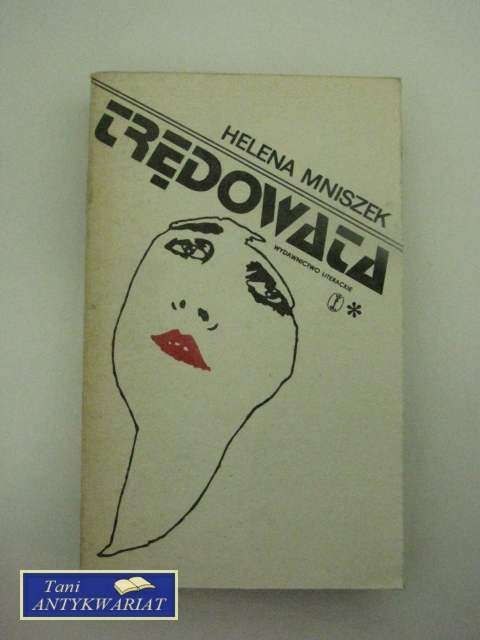 HELENA MNISZEK
TRĘDOWATA
WYDAWNICTWO LITERACKIE
*
Tani
ANTYKWARIAT